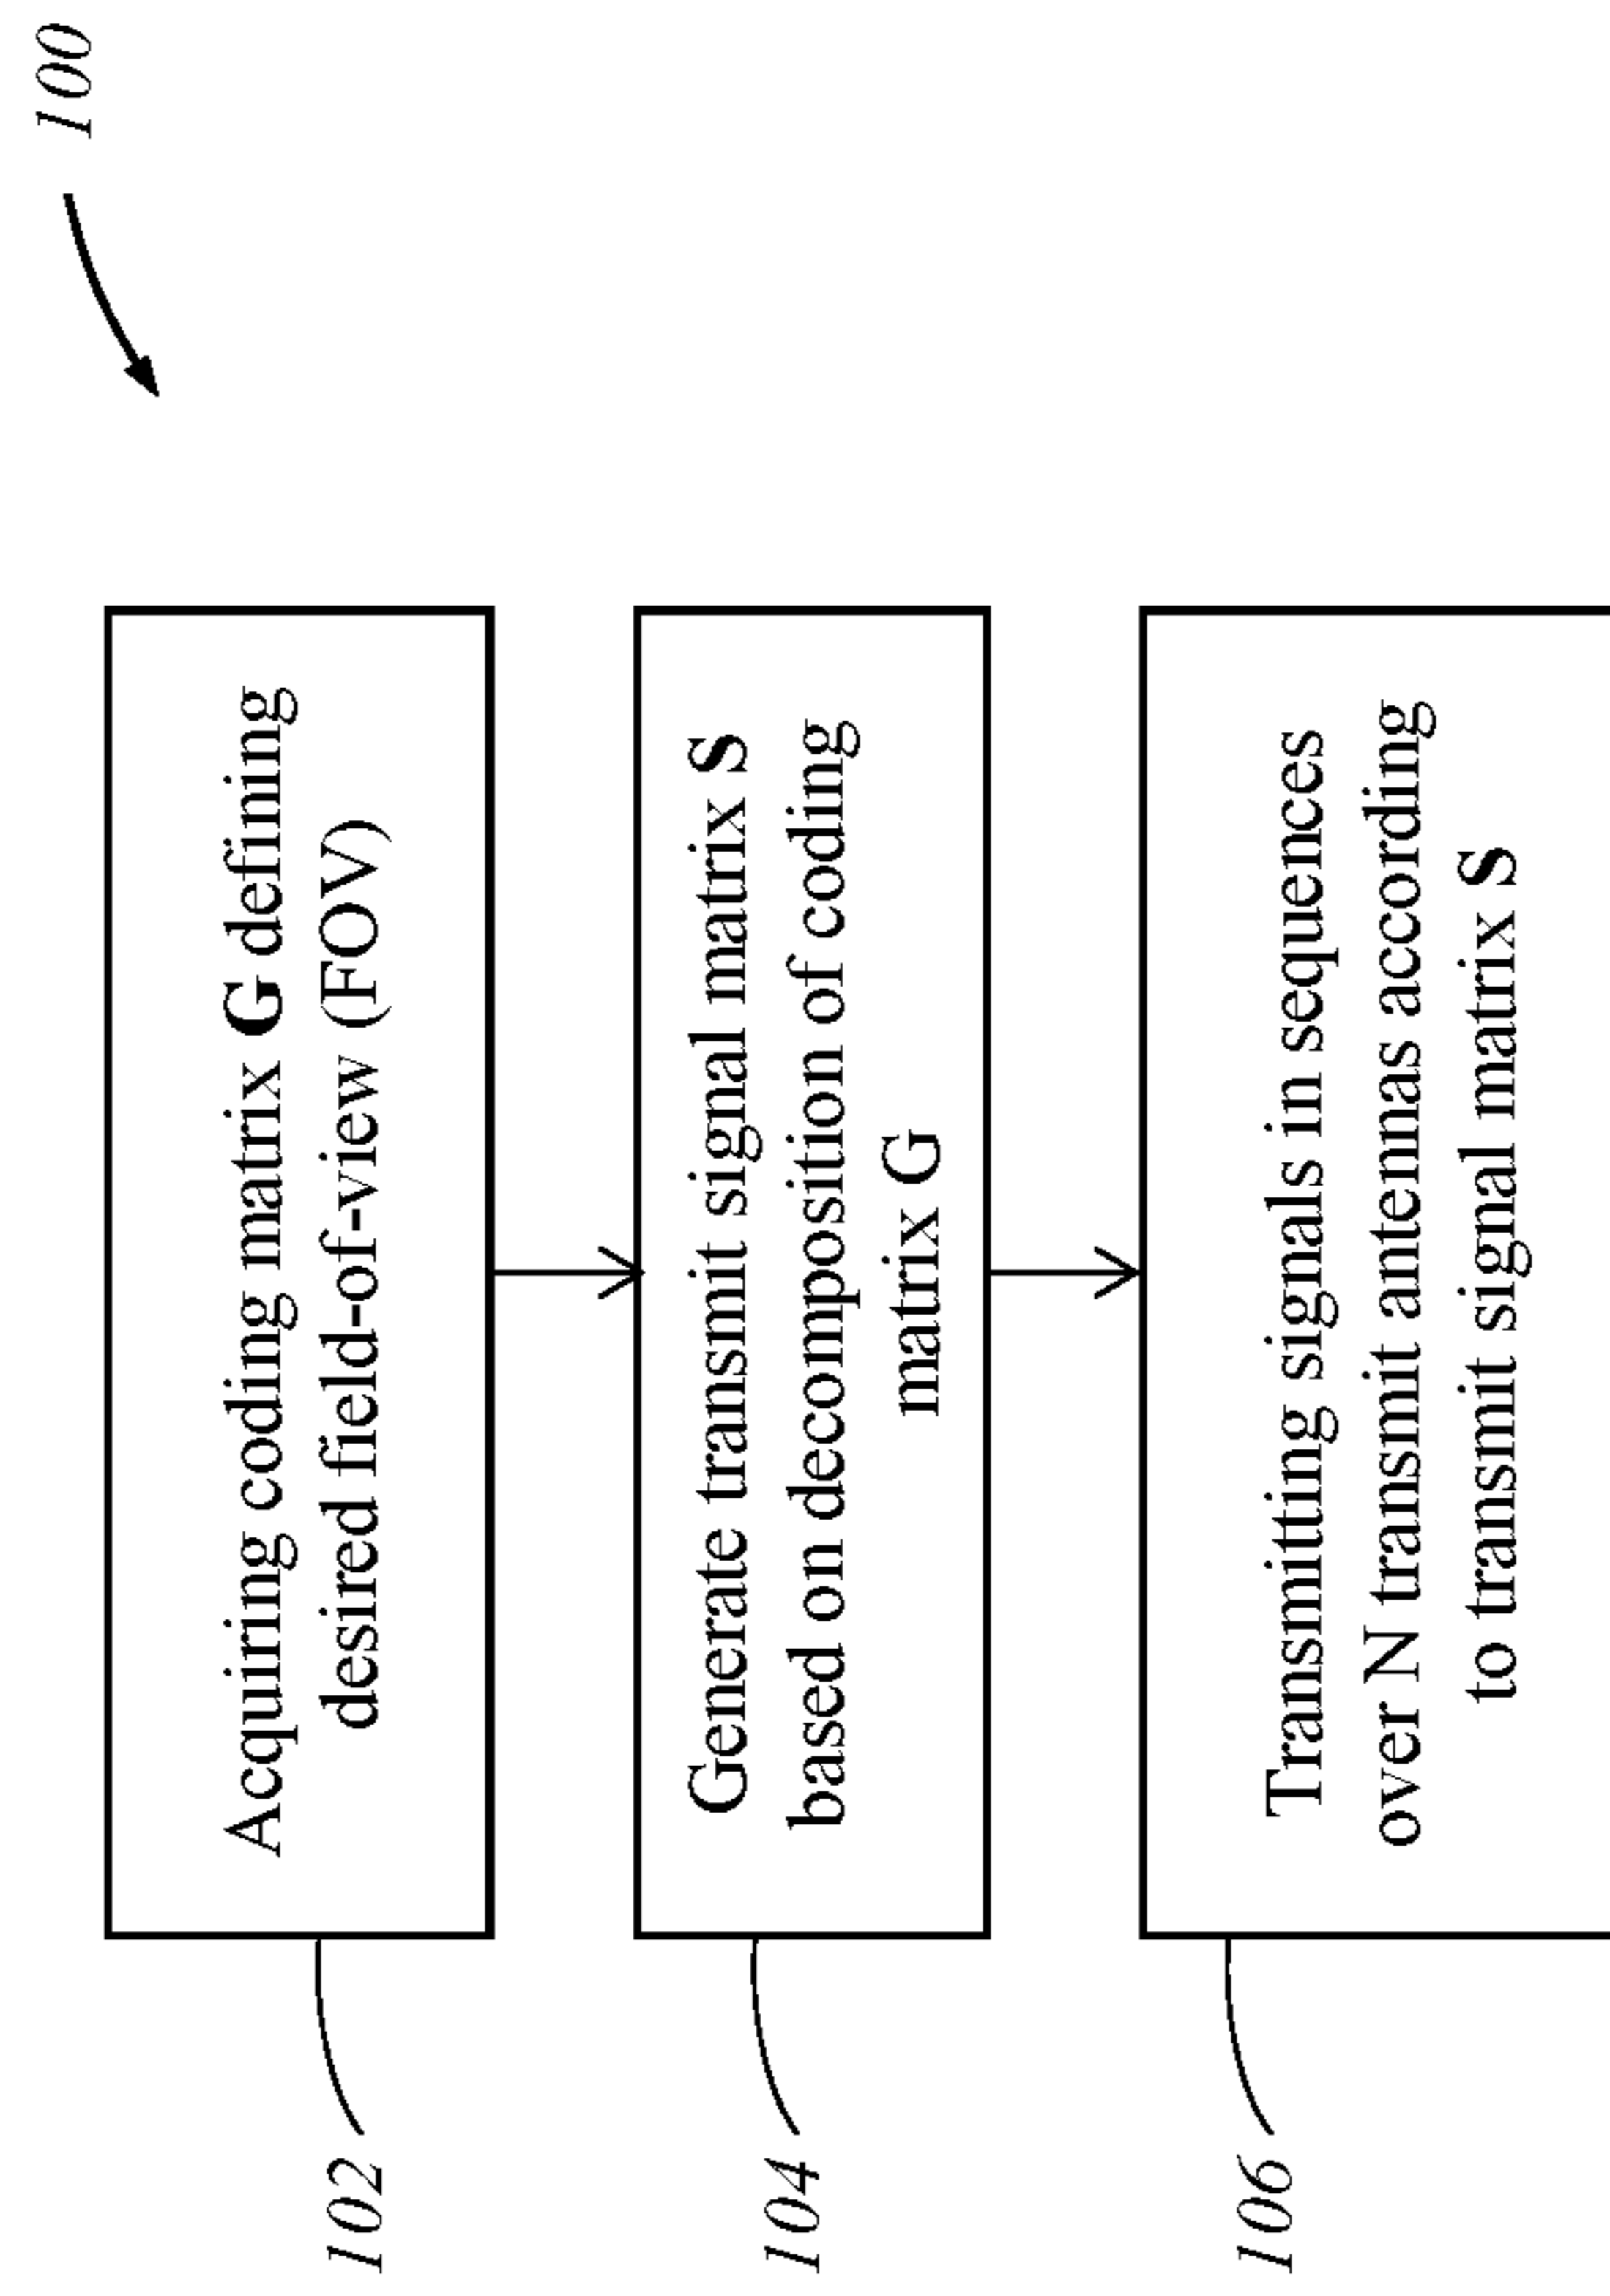 100
102
Acquiring coding matrix G defining
desired field-of-view (FOV)
104
Generate transmit signal matrix S
based on decomposition of coding
matrix G
106
Transmitting signals in sequences
over N transmit antennas according
to transmit signal matrix S